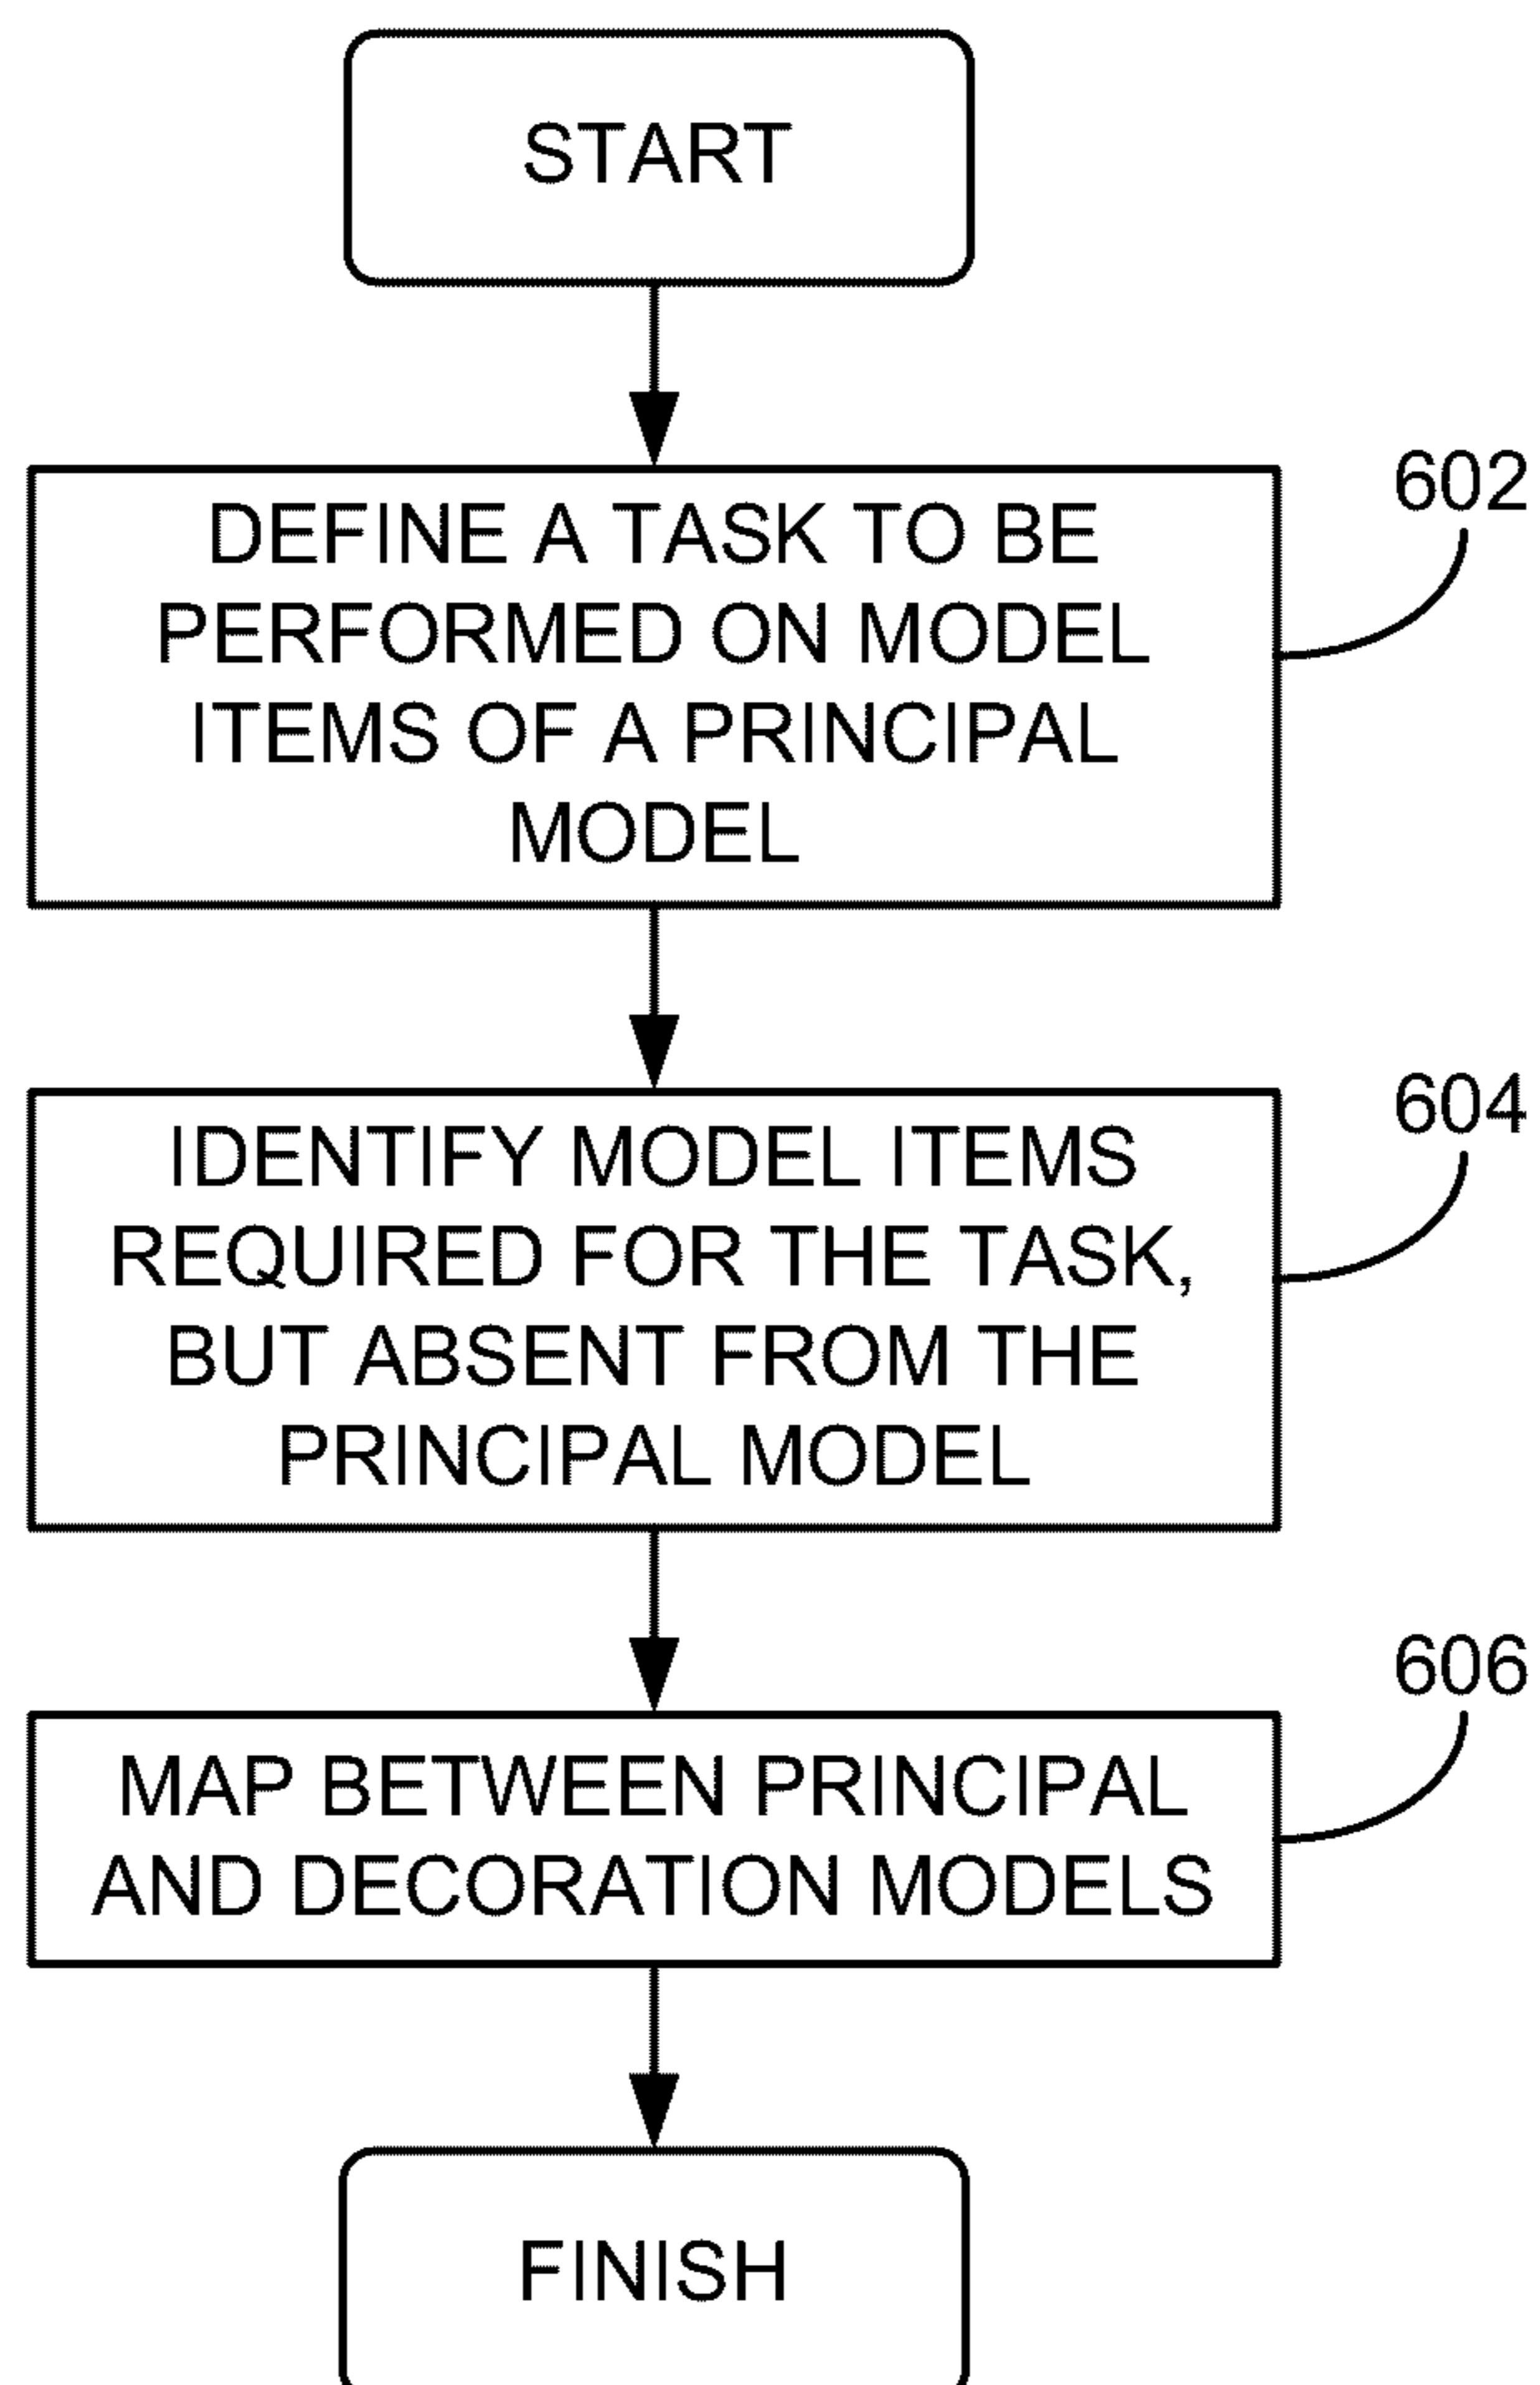 START
602
DEFINE A TASK TO BE
PERFORMED ON MODEL
ITEMS OF A PRINCIPAL
MODEL
604
IDENTIFY MODEL ITEMS
REQUIRED FOR THE TASK,
BUT ABSENT FROM THE
PRINCIPAL MODEL
606
MAP BETWEEN PRINCIPAL
AND DECORATION MODELS
FINISH